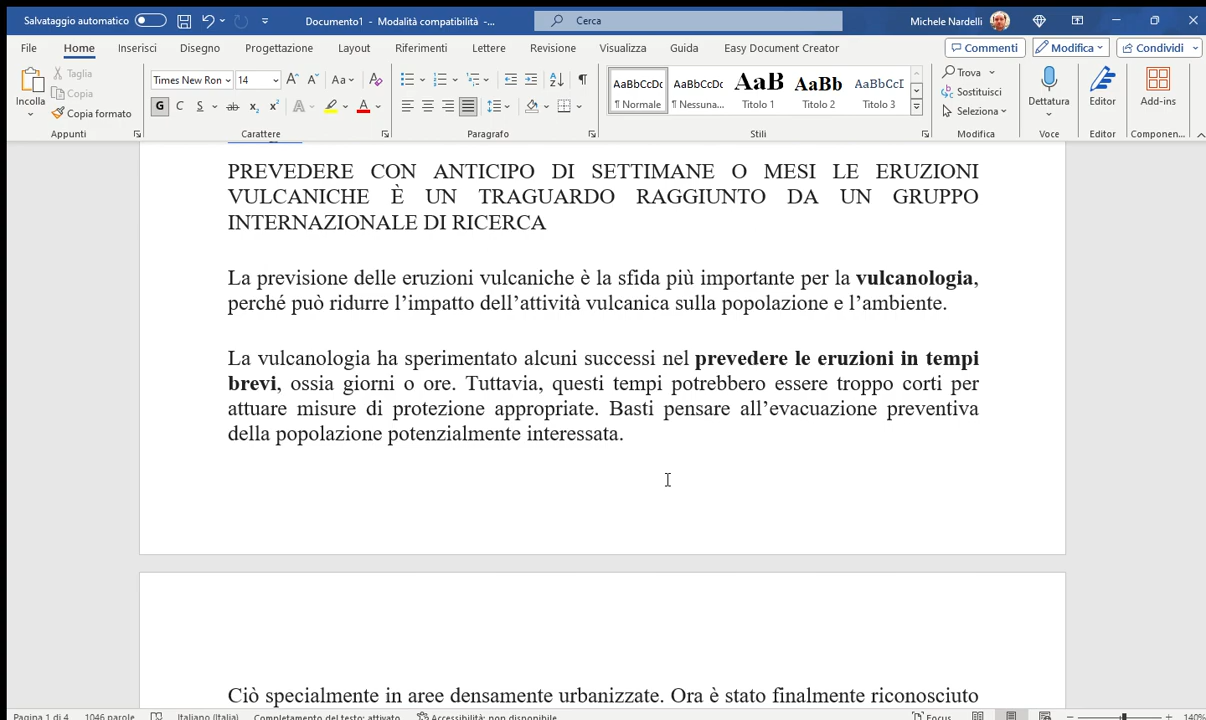 Salvataggio automatico Documento1 - Modalità compatibilità -... Cerca Michele Nardelli
File Home Inserisci Disegno Progettazione Layout Riferimenti Lettere Revisione Visualizza Guida Easy Document Creator Commenti Modifica Condividi
Incolla
Taglia
Copia
Copia formato
Appunti
Times New Ron 14
G C S ab x₂ x²
Carattere
Paragrafo
AaBbCcDc AaBbCcDc AaB AaBb AaBbCcD
¶ Normale ¶ Nessuna... Titolo 1 Titolo 2 Titolo 3
Stili
Trova
Sostituisci
Seleziona
Modifica
Dettatura
Voce
Editor
Editor
Add-ins
Componen...
PREVEDERE CON ANTICIPO DI SETTIMANE O MESI LE ERUZIONI
VULCANICHE È UN TRAGUARDO RAGGIUNTO DA UN GRUPPO
INTERNAZIONALE DI RICERCA
La previsione delle eruzioni vulcaniche è la sfida più importante per la vulcanologia,
perché può ridurre l’impatto dell’attività vulcanica sulla popolazione e l’ambiente.
La vulcanologia ha sperimentato alcuni successi nel prevedere le eruzioni in tempi
brevi, ossia giorni o ore. Tuttavia, questi tempi potrebbero essere troppo corti per
attuare misure di protezione appropriate. Basti pensare all’evacuazione preventiva
della popolazione potenzialmente interessata.
Ciò specialmente in aree densamente urbanizzate. Ora è stato finalmente riconosciuto
Pagina 1 di 4 1046 parole Italiano (Italia) Completamento del testo: attivato Accessibilità: non disponibile Focus 140%